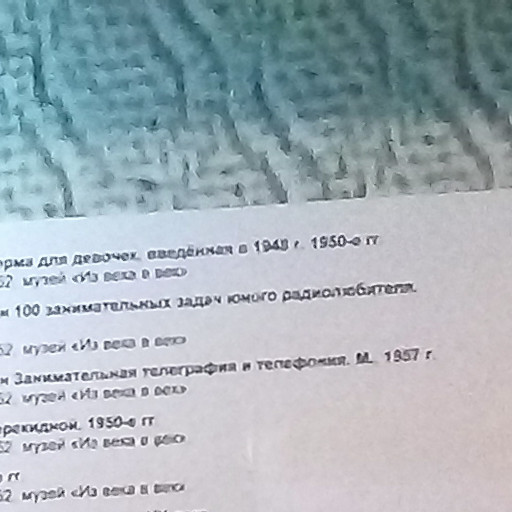 орма для девочек, введённая в 1948 г. 1950-е гг
52 музей «Из века в век»
н 100 занимательных задач юного радиолюбителя.
52 музей «Из века в век»
н Занимательная телеграфия и телефония. М., 1957 г.
52 музей «Из века в век»
ерекидной. 1950-е гг
52 музей «Из века в век»
е гг
52 музей «Из века в век»